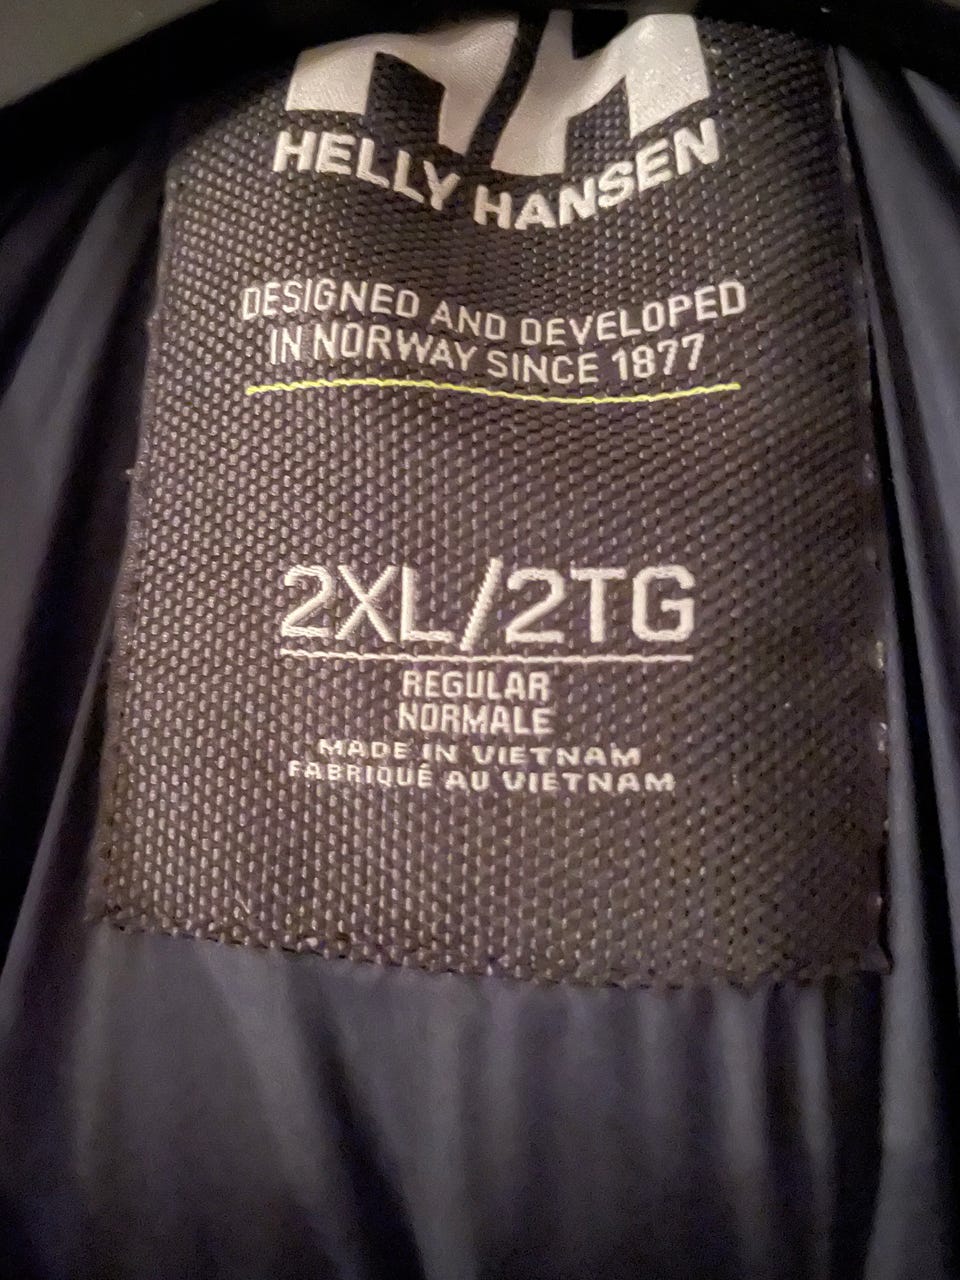 HH
HELLY HANSEN
DESIGNED AND DEVELOPED
IN NORWAY SINCE 1877
2XL/2TG
REGULAR
NORMALE
MADE IN VIETNAM
FABRIQUÉ AU VIETNAM